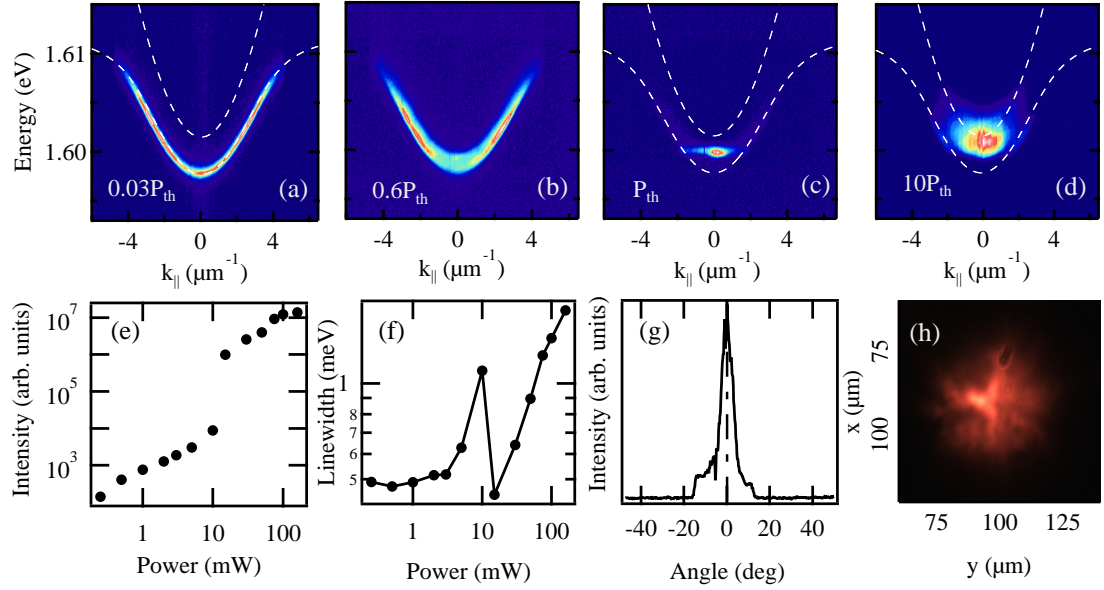 Energy (eV)
1.61
1.60
0.03P_th
(a)
0.6P_th
(b)
P_th
(c)
10P_th
(d)
-4 0 4
-4 0 4
-4 0 4
-4 0 4
k_|| (μm⁻¹)
k_|| (μm⁻¹)
k_|| (μm⁻¹)
k_|| (μm⁻¹)
Intensity (arb. units)
10⁷
10⁵
10³
(e)
1 10 100
Power (mW)
Linewidth (meV)
1
8
7
6
5
(f)
1 10 100
Power (mW)
Intensity (arb. units)
(g)
-40 -20 0 20 40
Angle (deg)
x (μm)
75
100
(h)
75 100 125
y (μm)